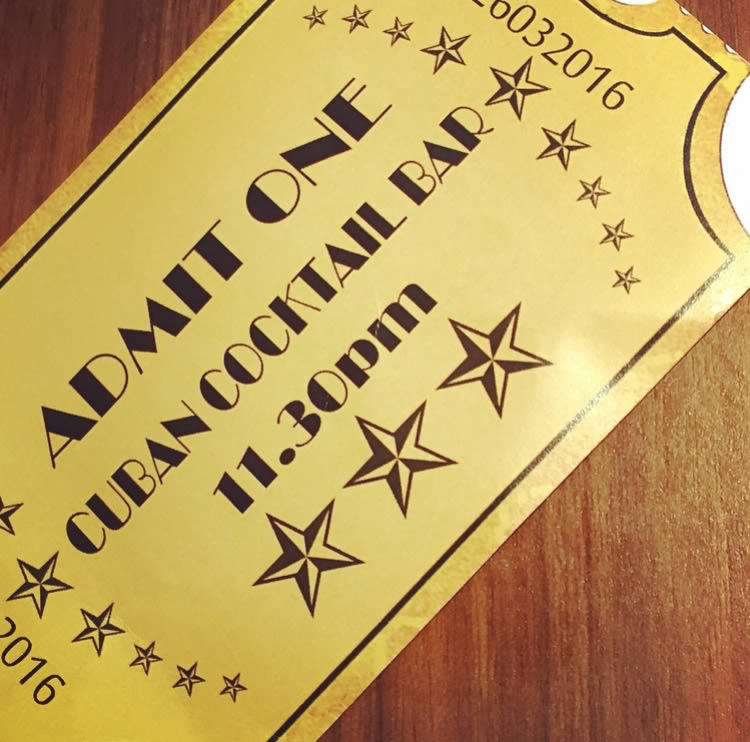 26032016
ADMIT ONE
CUBAN COCKTAIL BAR
11.30pm
2016